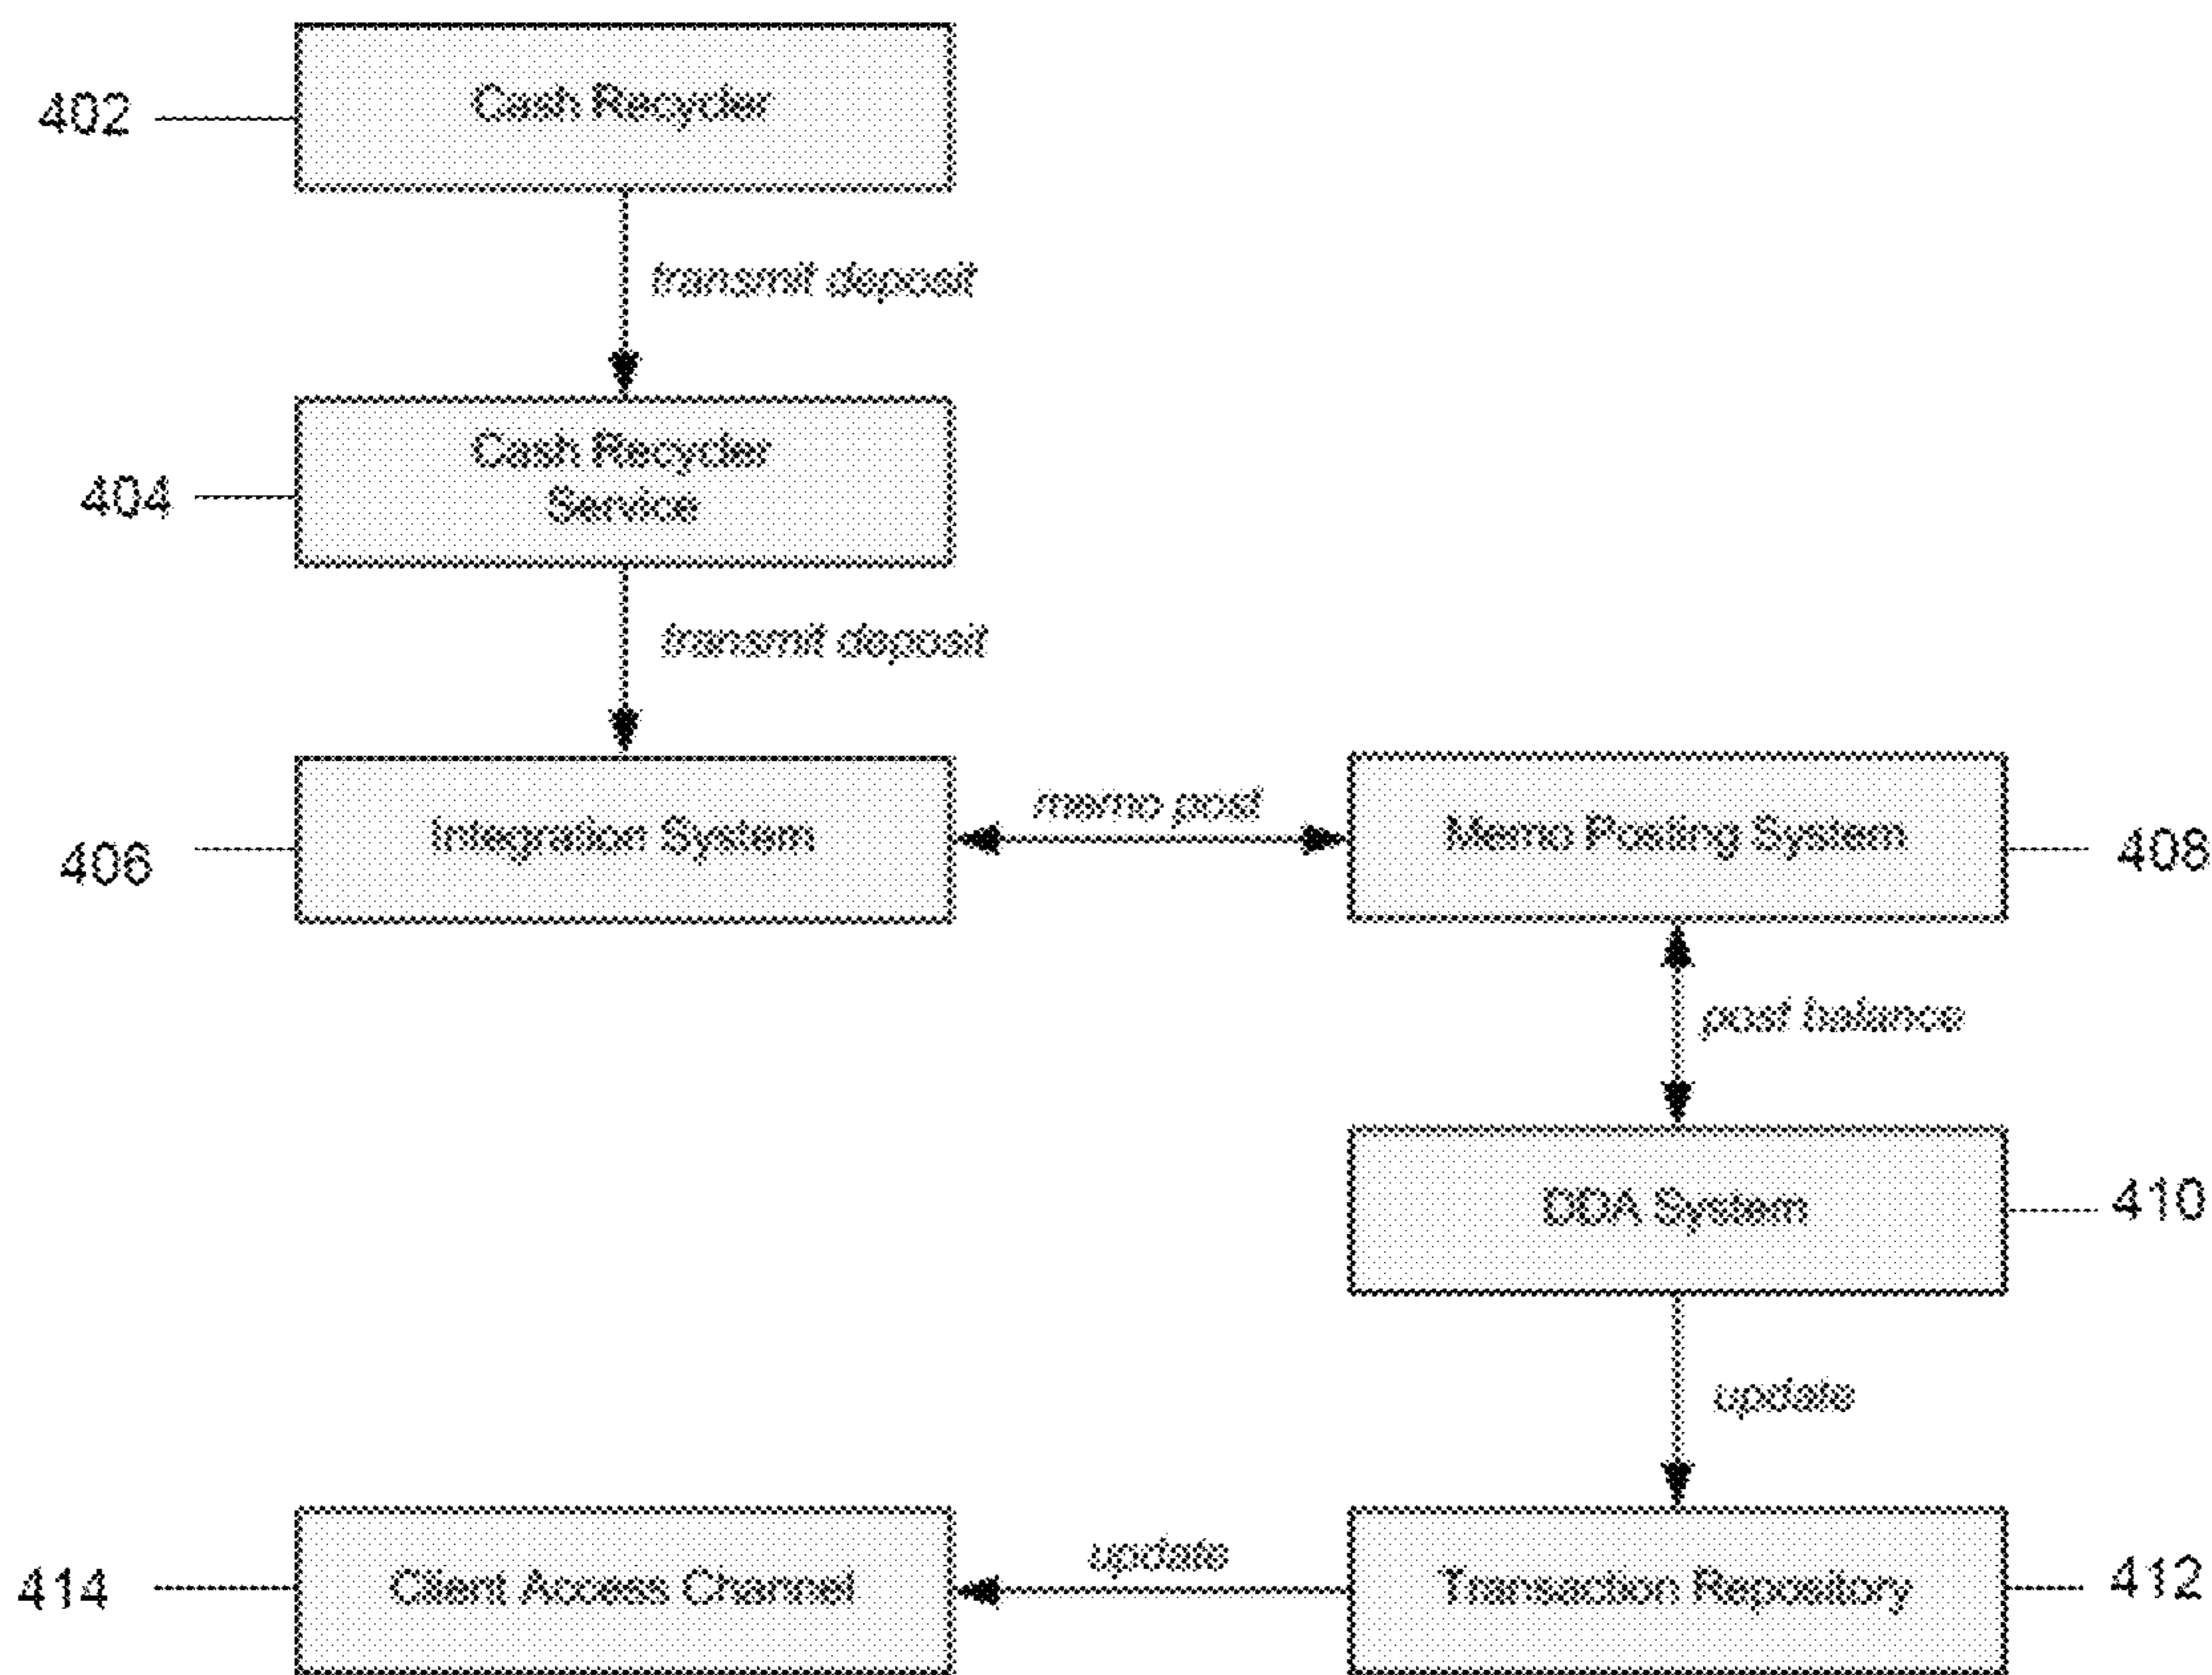 402
Cash Recycler
transmit deposit
404
Cash Recycler
Service
transmit deposit
406
Integration System
memo post
Memo Posting System
408
post balance
DDA System
410
update
414
Client Access Channel
update
Transaction Repository
412